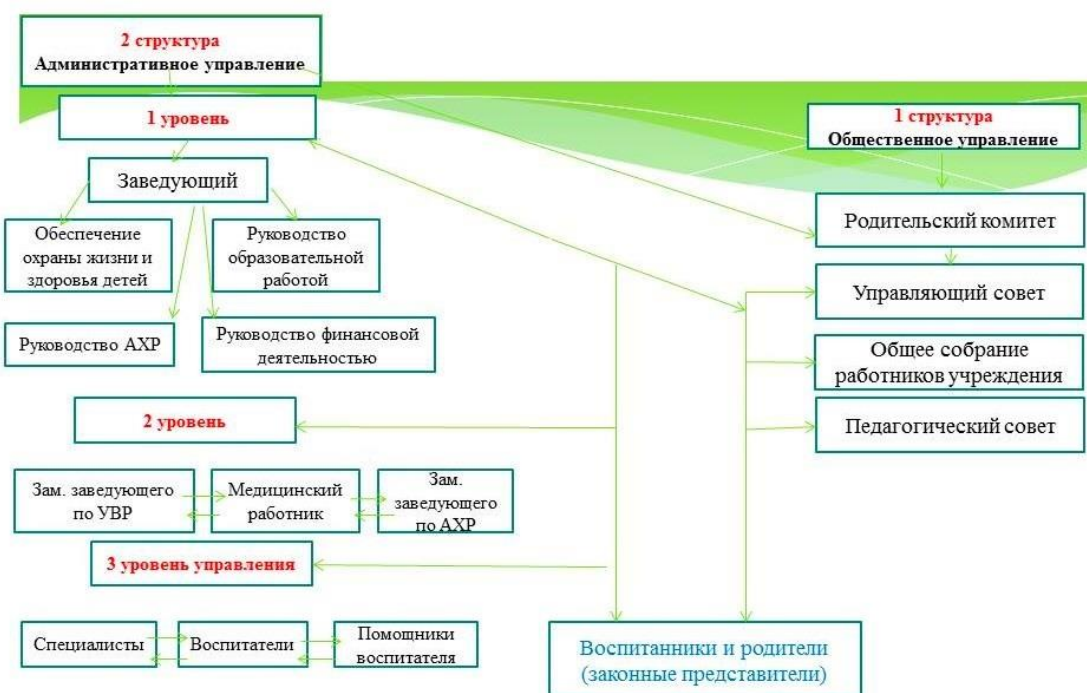 2 структура
Административное управление
1 уровень
1 структура
Общественное управление
Заведующий
Родительский комитет
Обеспечение
охраны жизни и
здоровья детей
Руководство
образовательной
работой
Управляющий совет
Руководство АХР
Руководство финансовой
деятельностью
Общее собрание
работников учреждения
2 уровень
Педагогический совет
Зам. заведующего
по УВР
Медицинский
работник
Зам.
заведующего
по АХР
3 уровень управления
Специалисты
Воспитатели
Помощники
воспитателя
Воспитанники и родители
(законные представители)